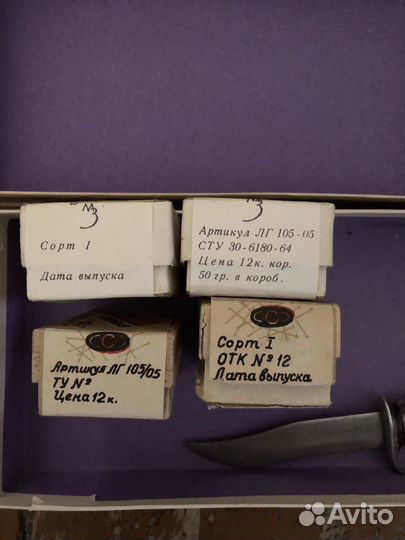 №3
Сорт I
Дата выпуска
№3
Артикул ЛГ 105-05
СТУ 30-6180-64
Цена 12к. кор.
50 гр. в короб.
С
Артикул ЛГ 105/05
ТУ №
Цена 12 к.
С
Сорт I
ОТК № 12
Дата выпуска
Avito